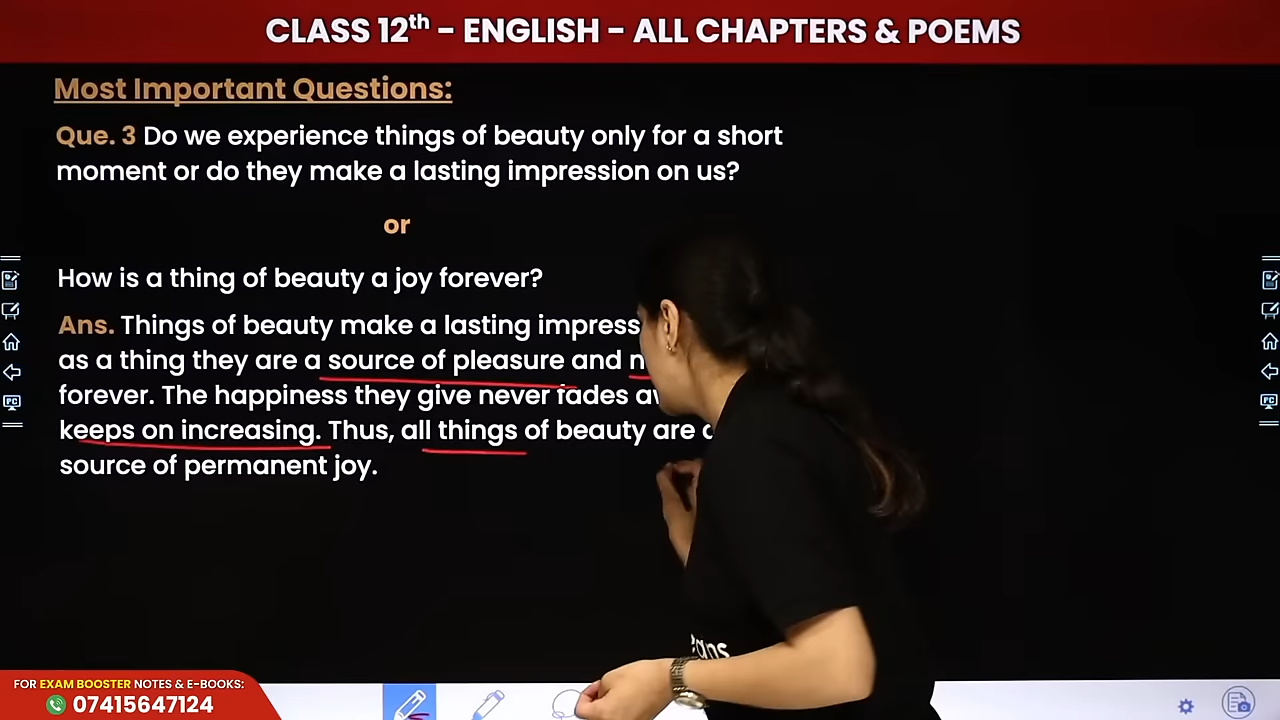 CLASS 12th - ENGLISH - ALL CHAPTERS & POEMS
Most Important Questions:
Que. 3 Do we experience things of beauty only for a short
moment or do they make a lasting impression on us?
or
How is a thing of beauty a joy forever?
Ans. Things of beauty make a lasting
as a thing they are a source of pleasure and
forever. The happiness they give never fades
keeps on increasing. Thus, all things of beauty are
source of permanent joy.
FOR EXAM BOOSTER NOTES & E-BOOKS:
07415647124